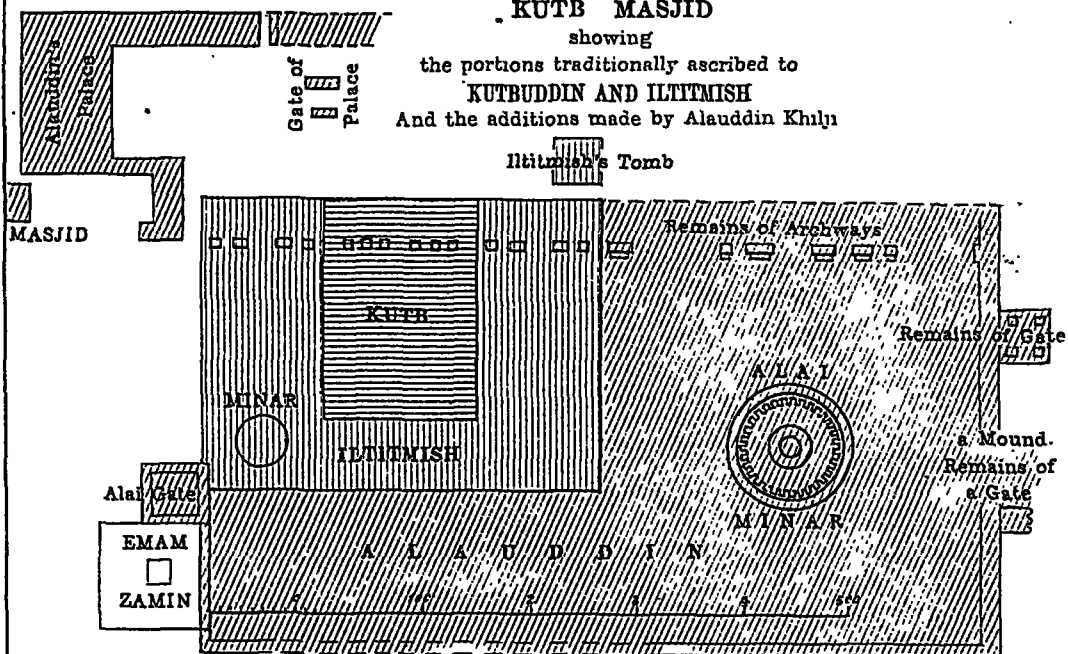 KUTB MASJID
showing
the portions traditionally ascribed to
KUTBUDDIN AND ILTITMISH
And the additions made by Alauddin Khilji
Alauddin's
Palace
Gate of
Palace
Iltitmish's Tomb
MASJID
Remains of Archways
KUTB
Remains of Gate
ALAI
MINAR
MINAR
ILTITMISH
a Mound.
Remains of
a Gate
Alai Gate
EMAM
ZAMIN
ALAUDDIN